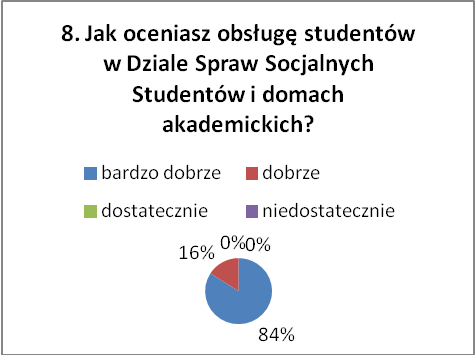 8. Jak oceniasz obsługę studentów
w Dziale Spraw Socjalnych
Studentów i domach
akademickich?
bardzo dobrze dobrze
dostatecznie niedostatecznie
16% 0% 0%
84%